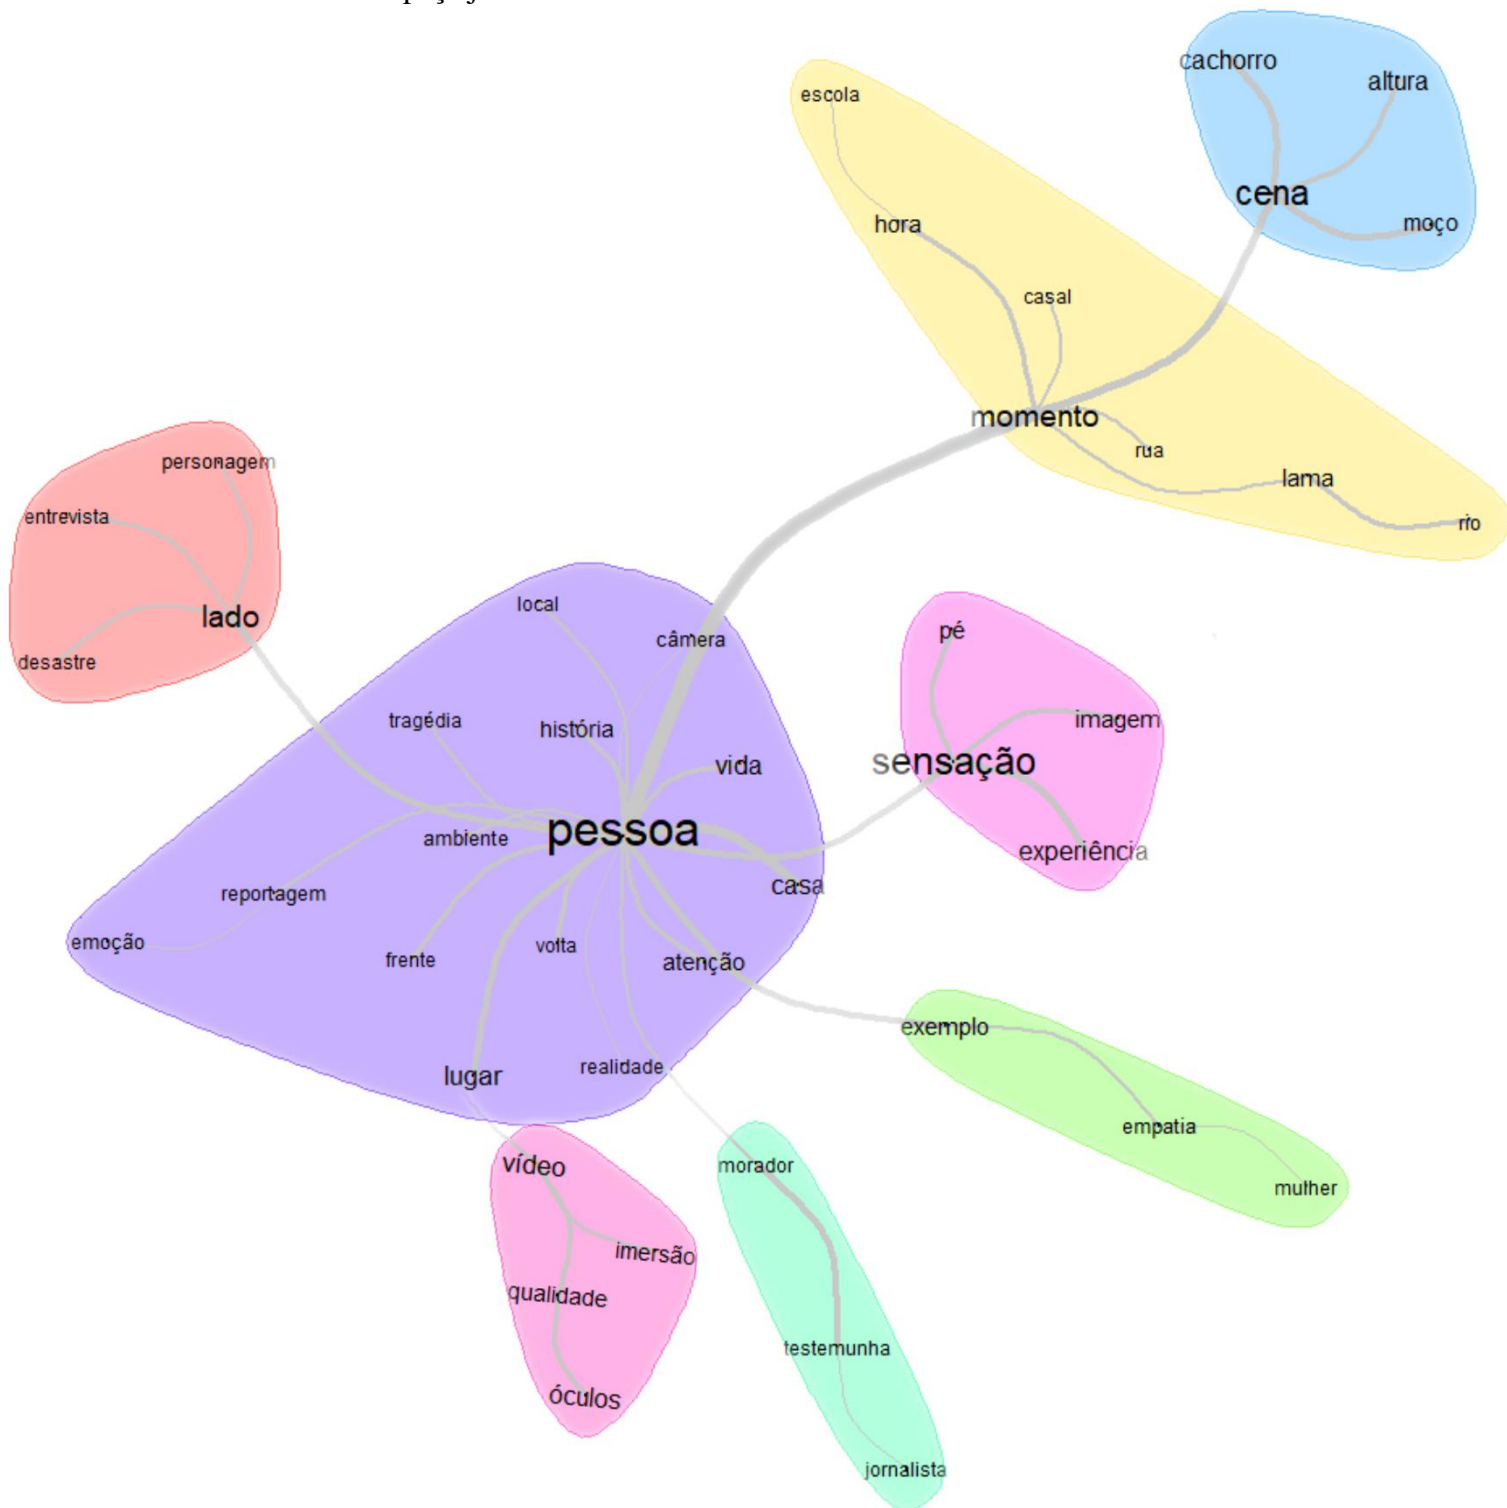 cachorro
altura
escola
cena
hora
moço
casal
momento
rua
personagem
lama
entrevista
rio
local
lado
pé
câmera
desastre
tragédia
história
imagem
vida
sensação
pessoa
ambiente
experiência
casa
reportagem
emoção
volta
frente
atenção
exemplo
realidade
lugar
empatia
vídeo
morador
mulher
imersão
qualidade
testemunha
óculos
jornalista